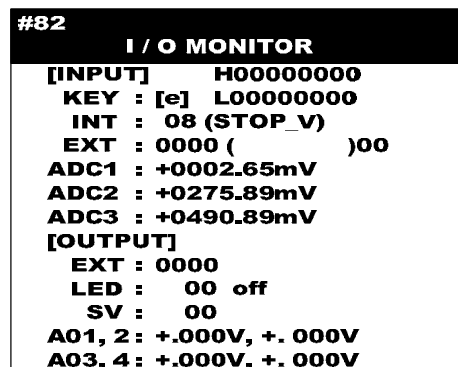 #82
I / O MONITOR
[INPUT] H00000000
KEY : [e] L00000000
INT : 08 (STOP_V)
EXT : 0000 ( )00
ADC1 : +0002.65mV
ADC2 : +0275.89mV
ADC3 : +0490.89mV
[OUTPUT]
EXT : 0000
LED : 00 off
SV : 00
A01, 2 : +.000V, +. 000V
A03. 4 : +.000V. +. 000V